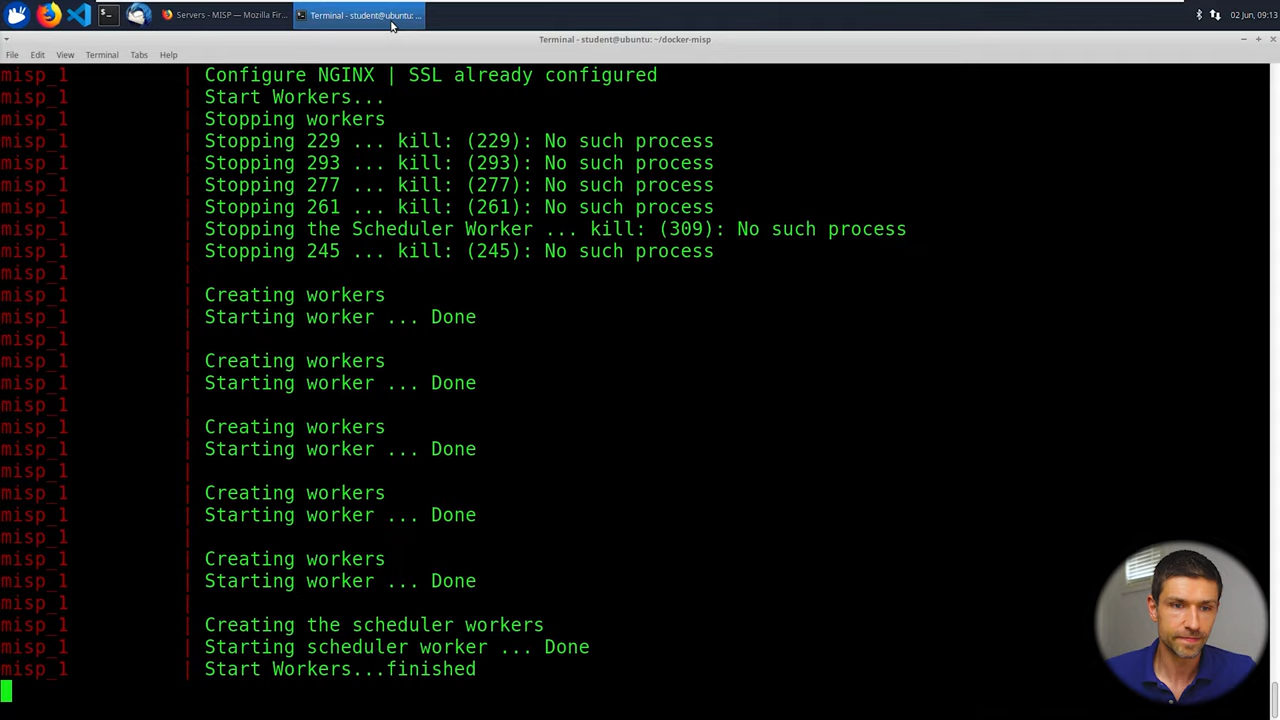 Servers - MISP — Mozilla Fir...
Terminal - student@ubuntu: ...
02 Jun, 09:13
Terminal - student@ubuntu: ~/docker-misp
File Edit View Terminal Tabs Help
misp_1 | Configure NGINX | SSL already configured
misp_1 | Start Workers...
misp_1 | Stopping workers
misp_1 | Stopping 229 ... kill: (229): No such process
misp_1 | Stopping 293 ... kill: (293): No such process
misp_1 | Stopping 277 ... kill: (277): No such process
misp_1 | Stopping 261 ... kill: (261): No such process
misp_1 | Stopping the Scheduler Worker ... kill: (309): No such process
misp_1 | Stopping 245 ... kill: (245): No such process
misp_1 |
misp_1 | Creating workers
misp_1 | Starting worker ... Done
misp_1 |
misp_1 | Creating workers
misp_1 | Starting worker ... Done
misp_1 |
misp_1 | Creating workers
misp_1 | Starting worker ... Done
misp_1 |
misp_1 | Creating workers
misp_1 | Starting worker ... Done
misp_1 |
misp_1 | Creating workers
misp_1 | Starting worker ... Done
misp_1 |
misp_1 | Creating the scheduler workers
misp_1 | Starting scheduler worker ... Done
misp_1 | Start Workers...finished